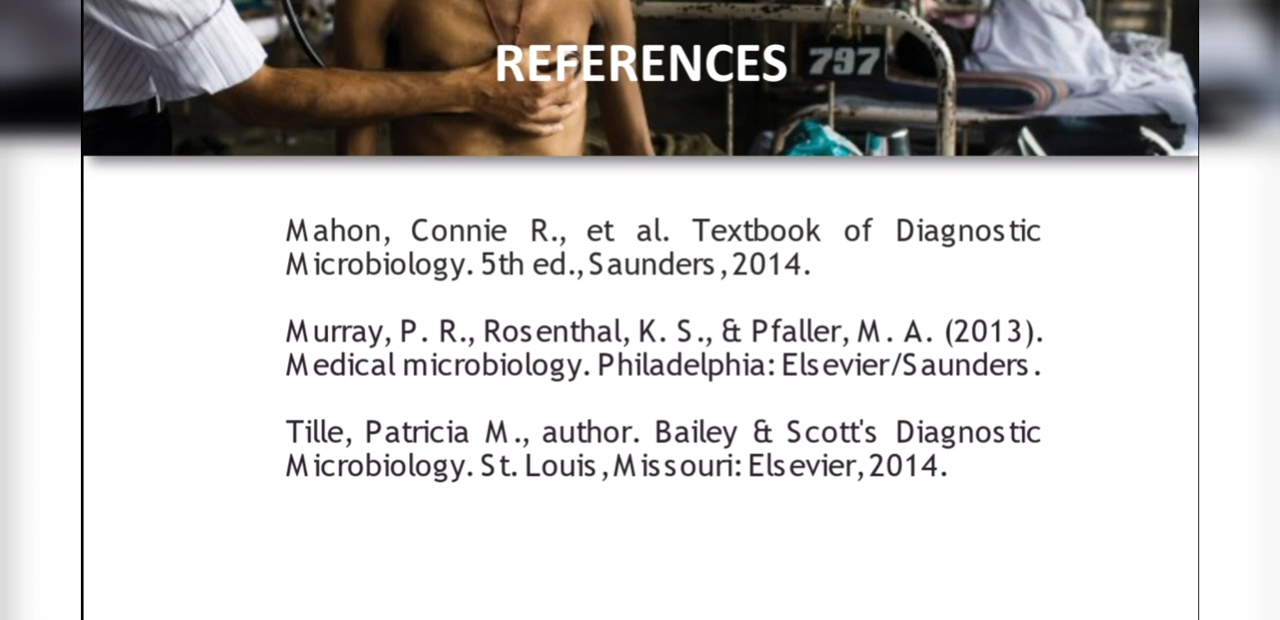 REFERENCES
797
Mahon, Connie R., et al. Textbook of Diagnostic
Microbiology. 5th ed., Saunders, 2014.
Murray, P. R., Rosenthal, K. S., & Pfaller, M. A. (2013).
Medical microbiology. Philadelphia: Elsevier/Saunders.
Tille, Patricia M., author. Bailey & Scott's Diagnostic
Microbiology. St. Louis, Missouri: Elsevier, 2014.